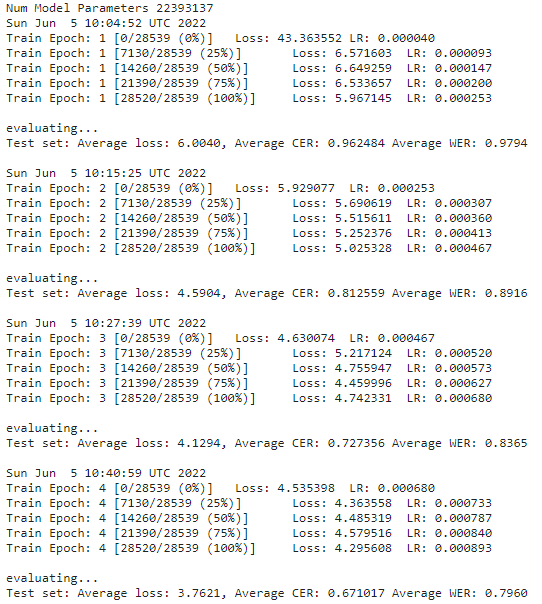 Num Model Parameters 22393137
Sun Jun  5 10:04:52 UTC 2022
Train Epoch: 1 [0/28539 (0%)]   Loss: 43.363552  LR: 0.000040
Train Epoch: 1 [7130/28539 (25%)]       Loss: 6.571603  LR: 0.000093
Train Epoch: 1 [14260/28539 (50%)]      Loss: 6.649259  LR: 0.000147
Train Epoch: 1 [21390/28539 (75%)]      Loss: 6.533657  LR: 0.000200
Train Epoch: 1 [28520/28539 (100%)]     Loss: 5.967145  LR: 0.000253
evaluating...
Test set: Average loss: 6.0040, Average CER: 0.962484 Average WER: 0.9794
Sun Jun  5 10:15:25 UTC 2022
Train Epoch: 2 [0/28539 (0%)]   Loss: 5.929077  LR: 0.000253
Train Epoch: 2 [7130/28539 (25%)]       Loss: 5.690619  LR: 0.000307
Train Epoch: 2 [14260/28539 (50%)]      Loss: 5.515611  LR: 0.000360
Train Epoch: 2 [21390/28539 (75%)]      Loss: 5.252376  LR: 0.000413
Train Epoch: 2 [28520/28539 (100%)]     Loss: 5.025328  LR: 0.000467
evaluating...
Test set: Average loss: 4.5904, Average CER: 0.812559 Average WER: 0.8916
Sun Jun  5 10:27:39 UTC 2022
Train Epoch: 3 [0/28539 (0%)]   Loss: 4.630074  LR: 0.000467
Train Epoch: 3 [7130/28539 (25%)]       Loss: 5.217124  LR: 0.000520
Train Epoch: 3 [14260/28539 (50%)]      Loss: 4.755947  LR: 0.000573
Train Epoch: 3 [21390/28539 (75%)]      Loss: 4.459996  LR: 0.000627
Train Epoch: 3 [28520/28539 (100%)]     Loss: 4.742331  LR: 0.000680
evaluating...
Test set: Average loss: 4.1294, Average CER: 0.727356 Average WER: 0.8365
Sun Jun  5 10:40:59 UTC 2022
Train Epoch: 4 [0/28539 (0%)]   Loss: 4.535398  LR: 0.000680
Train Epoch: 4 [7130/28539 (25%)]       Loss: 4.363558  LR: 0.000733
Train Epoch: 4 [14260/28539 (50%)]      Loss: 4.485319  LR: 0.000787
Train Epoch: 4 [21390/28539 (75%)]      Loss: 4.579516  LR: 0.000840
Train Epoch: 4 [28520/28539 (100%)]     Loss: 4.295608  LR: 0.000893
evaluating...
Test set: Average loss: 3.7621, Average CER: 0.671017 Average WER: 0.7960